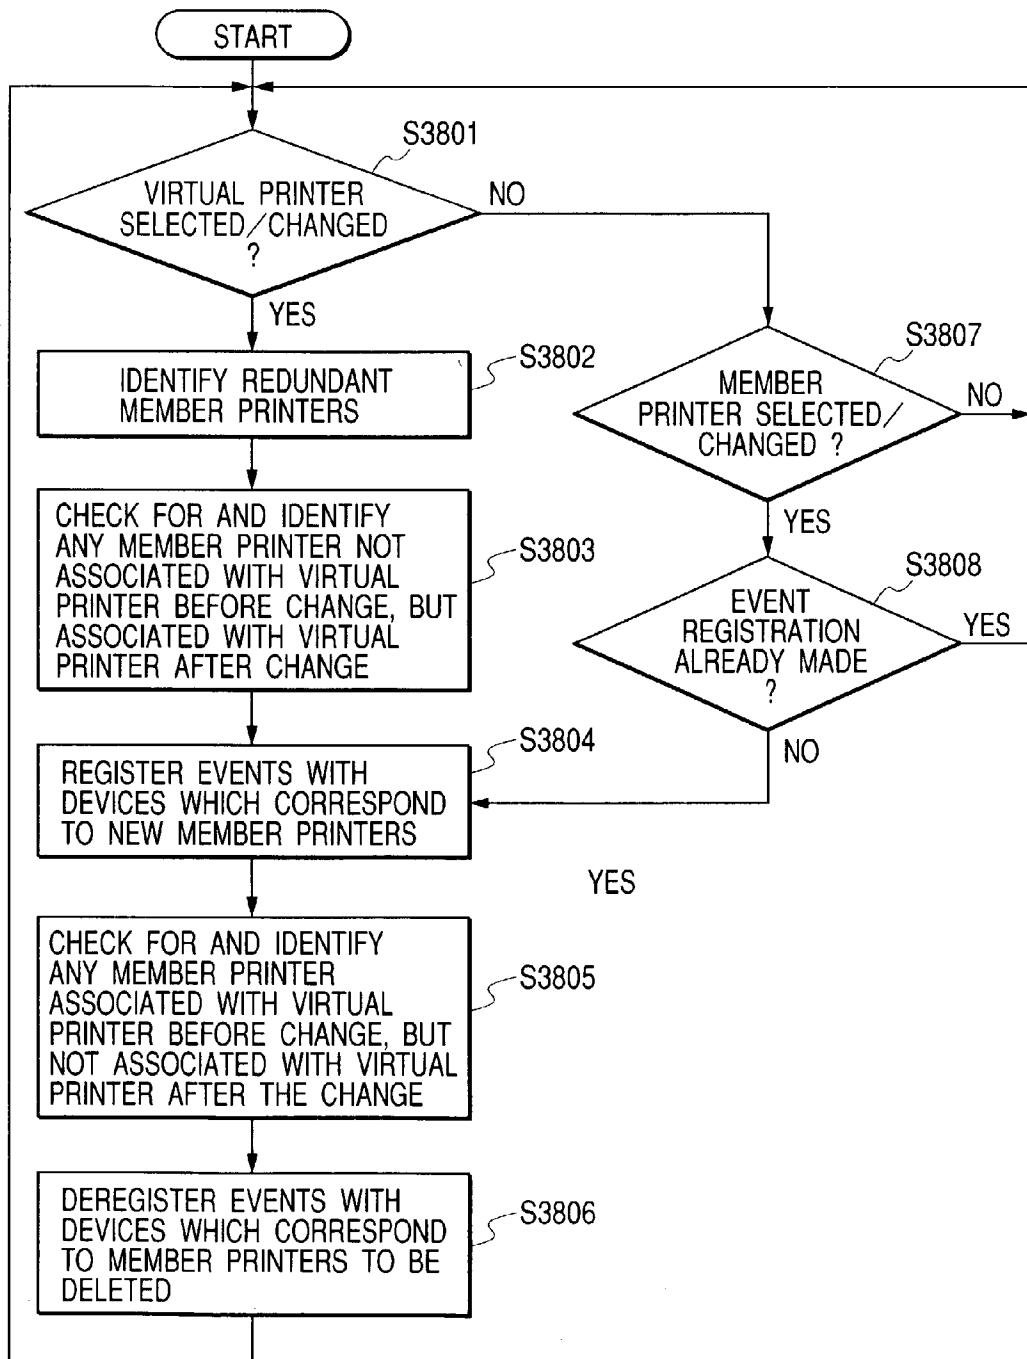 START
S3801
VIRTUAL PRINTER
SELECTED/CHANGED
?
NO
YES
S3802
IDENTIFY REDUNDANT
MEMBER PRINTERS
S3807
MEMBER
PRINTER SELECTED/
CHANGED ?
NO
YES
CHECK FOR AND IDENTIFY
ANY MEMBER PRINTER NOT
ASSOCIATED WITH VIRTUAL
PRINTER BEFORE CHANGE, BUT
ASSOCIATED WITH VIRTUAL
PRINTER AFTER CHANGE
S3803
S3808
EVENT
REGISTRATION
ALREADY MADE
?
YES
NO
S3804
REGISTER EVENTS WITH
DEVICES WHICH CORRESPOND
TO NEW MEMBER PRINTERS
YES
CHECK FOR AND IDENTIFY
ANY MEMBER PRINTER
ASSOCIATED WITH VIRTUAL
PRINTER BEFORE CHANGE, BUT
NOT ASSOCIATED WITH VIRTUAL
PRINTER AFTER THE CHANGE
S3805
DEREGISTER EVENTS WITH
DEVICES WHICH CORRESPOND
TO MEMBER PRINTERS TO BE
DELETED
S3806